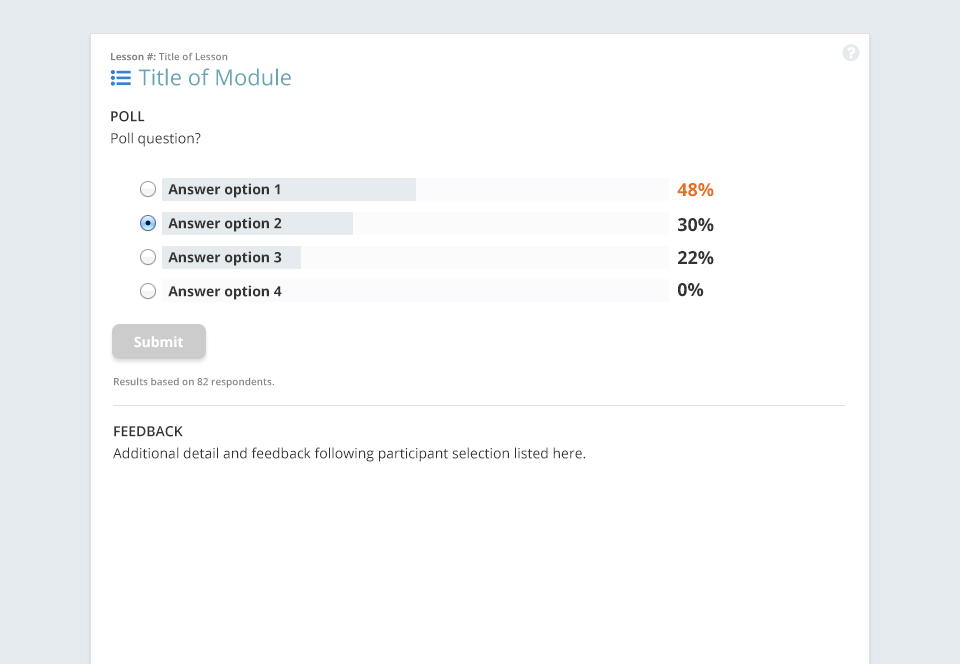 Lesson #: Title of Lesson
?
Title of Module
POLL
Poll question?
Answer option 1 48%
Answer option 2 30%
Answer option 3 22%
Answer option 4 0%
Submit
Results based on 82 respondents.
FEEDBACK
Additional detail and feedback following participant selection listed here.